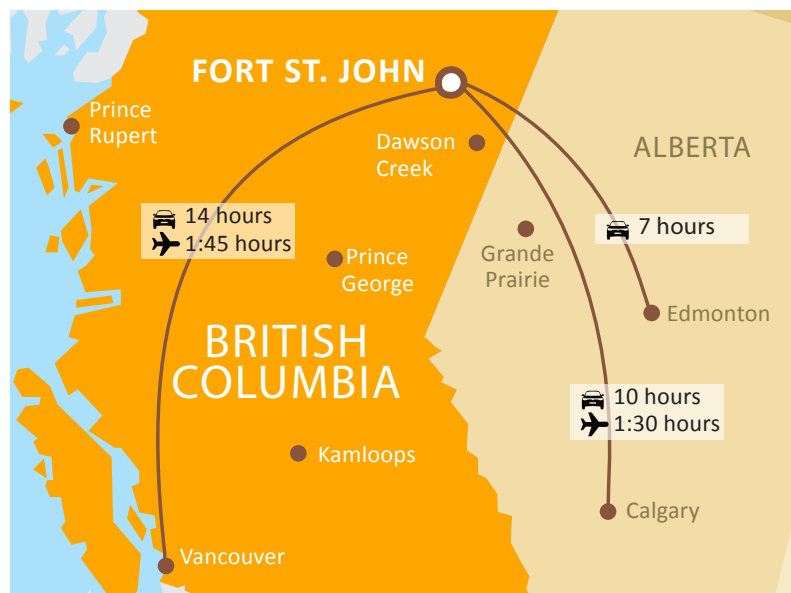 FORT ST. JOHN
Prince
Rupert
Dawson
Creek
ALBERTA
14 hours
1:45 hours
7 hours
Grande
Prairie
Prince
George
Edmonton
BRITISH
COLUMBIA
10 hours
1:30 hours
Kamloops
Calgary
Vancouver